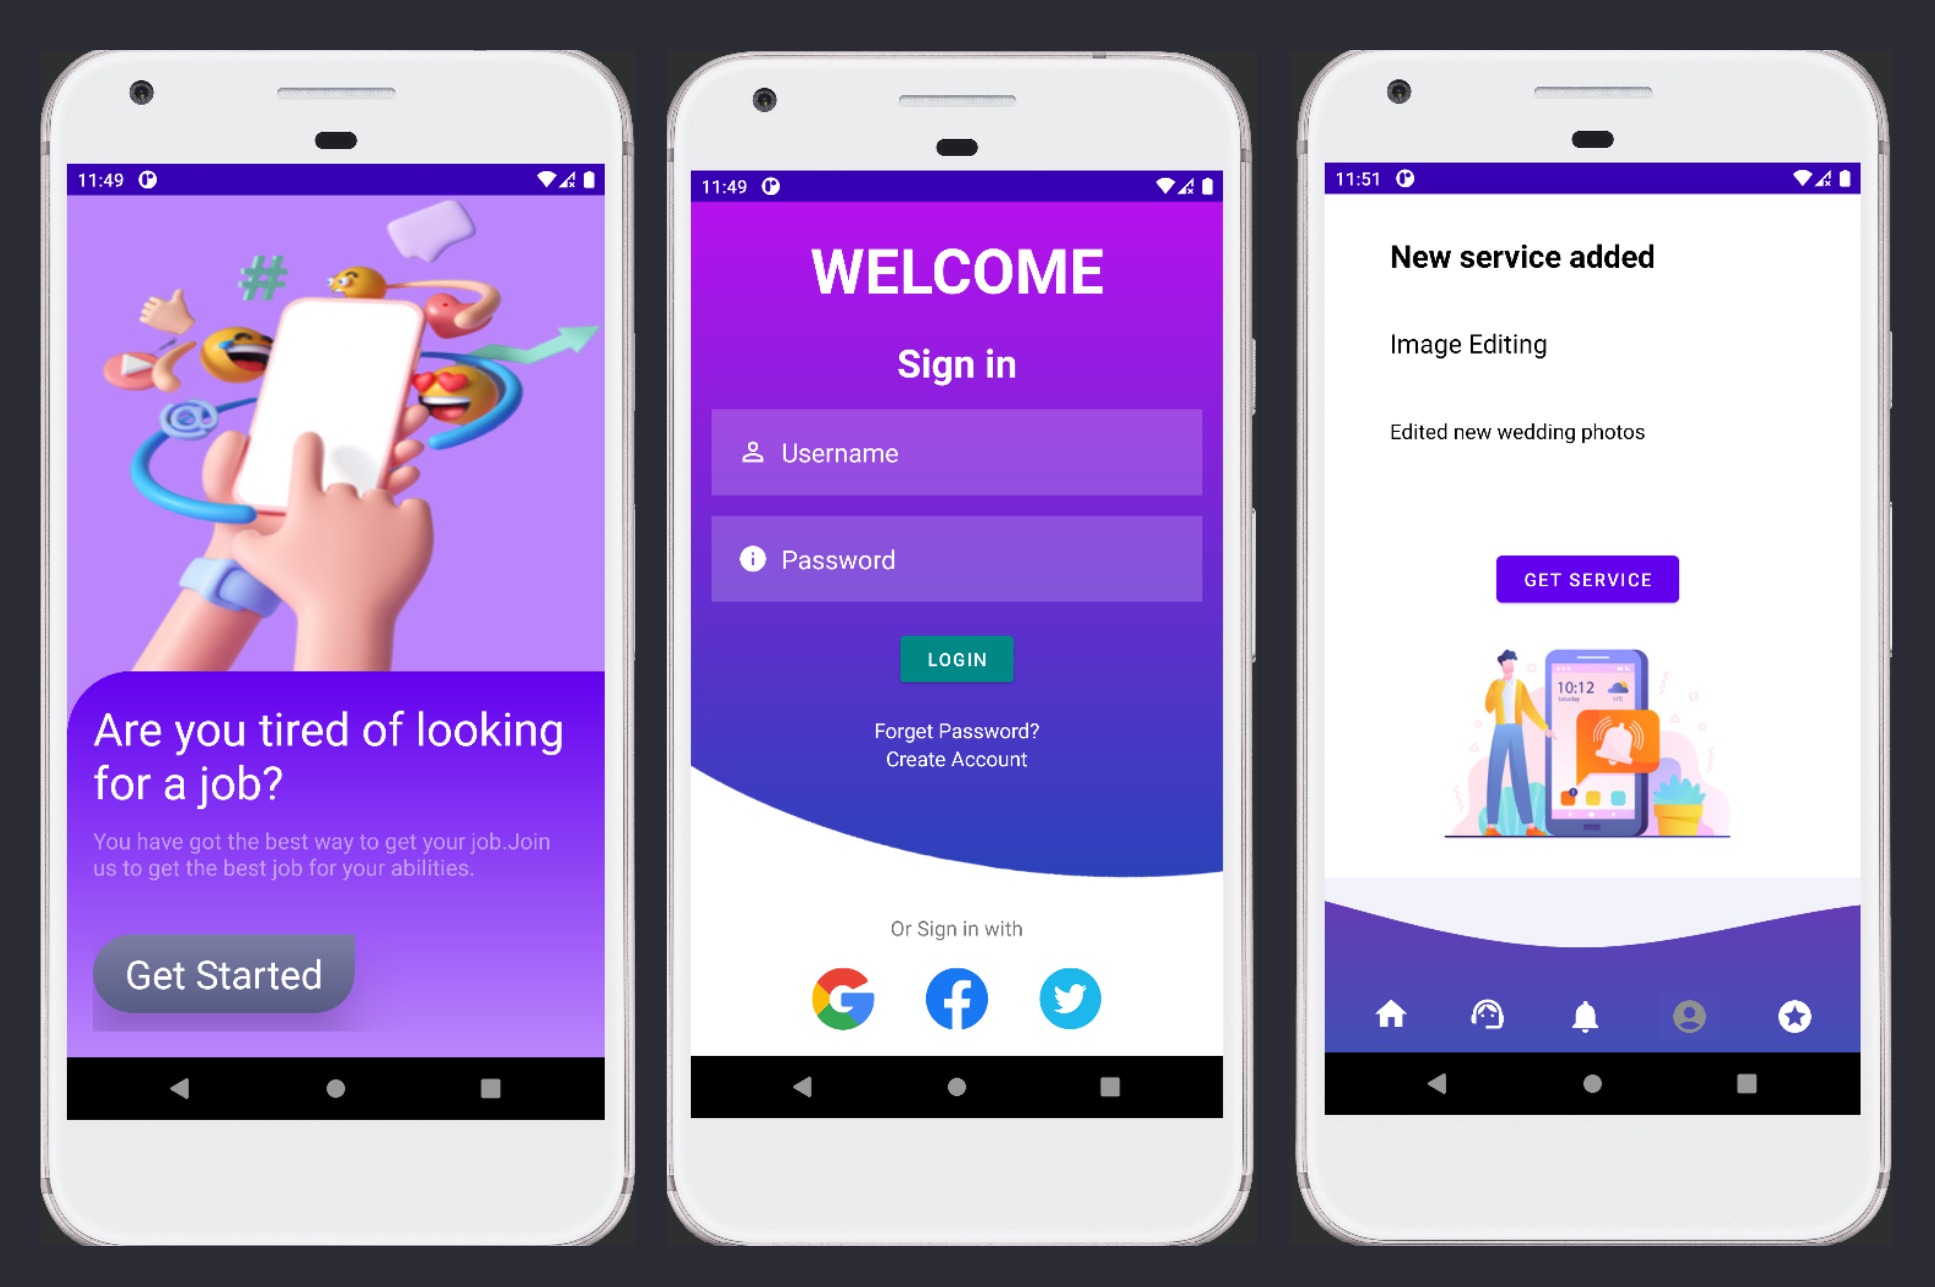 11:49
Are you tired of looking
for a job?
You have got the best way to get your job.Join
us to get the best job for your abilities.
Get Started
11:49
WELCOME
Sign in
Username
Password
LOGIN
Forget Password?
Create Account
Or Sign in with
11:51
New service added
Image Editing
Edited new wedding photos
GET SERVICE
10:12
Saturday